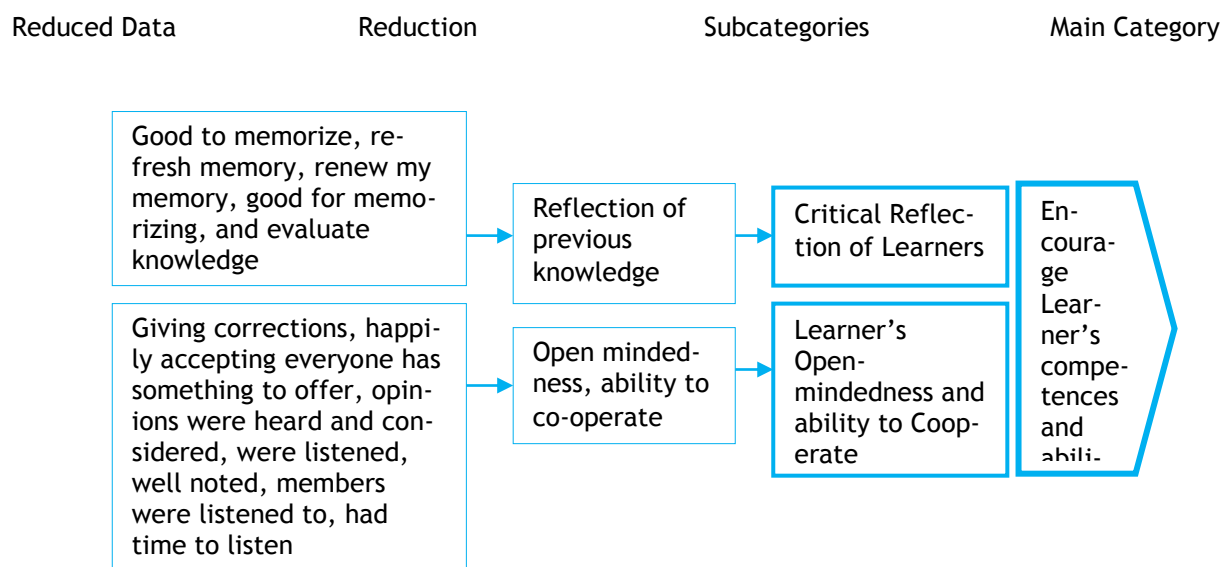 Reduced Data Reduction Subcategories Main Category
Good to memorize, re-
fresh memory, renew my
memory, good for memo-
rizing, and evaluate
knowledge
Reflection of
previous
knowledge
Critical Reflec-
tion of Learners
Giving corrections, happi-
ly accepting everyone has
something to offer, opin-
ions were heard and con-
sidered, were listened,
well noted, members
were listened to, had
time to listen
Open minded-
ness, ability to
co-operate
Learner's
Open-
mindedness and
ability to Coop-
erate
En-
coura-
ge
Lear-
ner's
compe-
tences
and
abili-